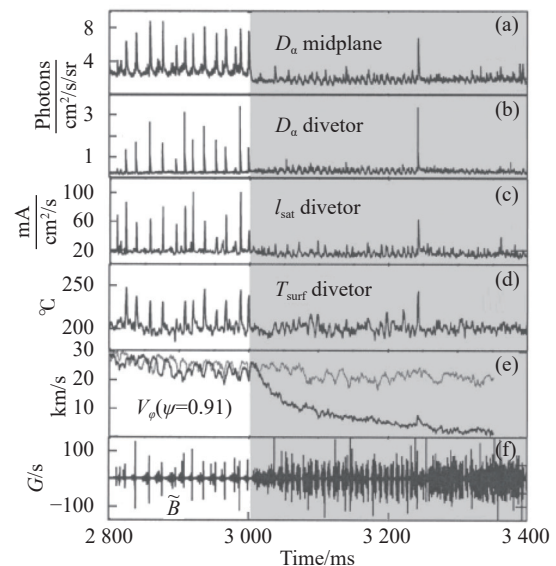 (a)
8
4
D_α midplane
Photons
cm²/s/sr
(b)
3
1
D_α divetor
(c)
100
60
20
mA
cm²/s
l_sat divetor
(d)
250
200
°C
T_surf divetor
(e)
30
20
10
km/s
V_φ(ψ=0.91)
(f)
100
−100
G/s
B̃
2 800 3 000 3 200 3 400
Time/ms